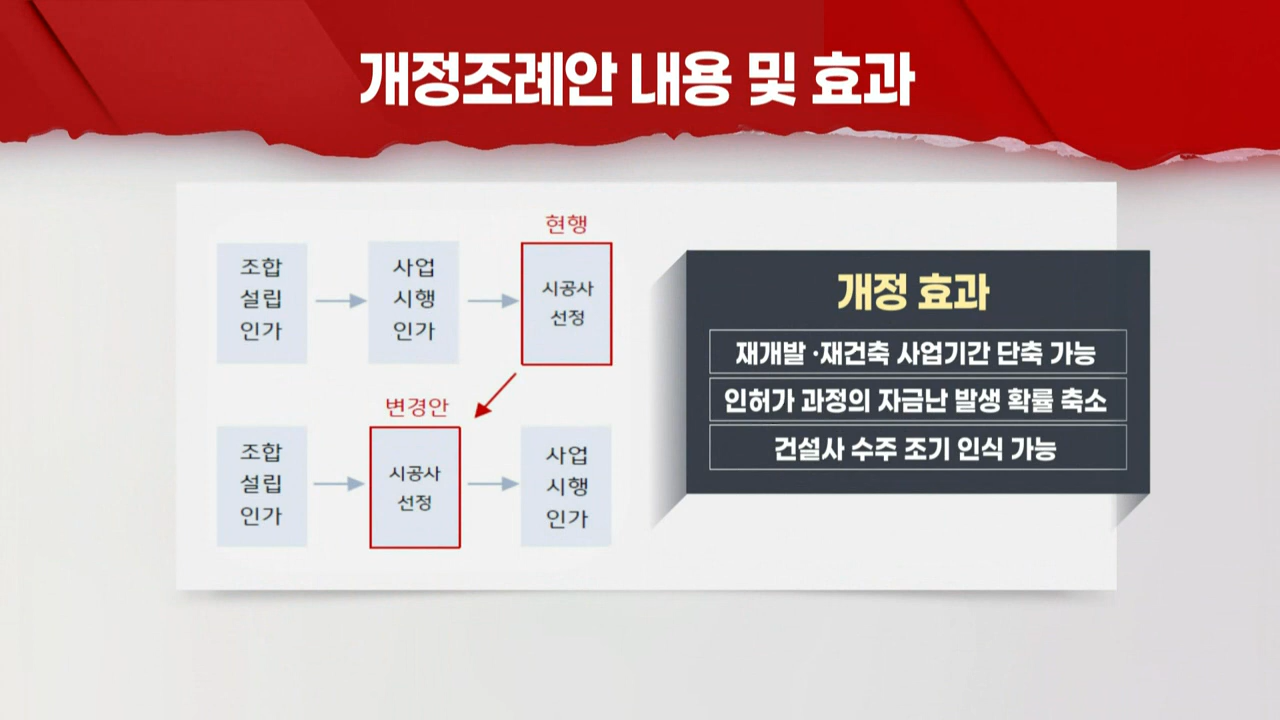 개정조례안 내용 및 효과
현행
조합
설립
인가
사업
시행
인가
시공사
선정
변경안
조합
설립
인가
시공사
선정
사업
시행
인가
개정 효과
재개발 ·재건축 사업기간 단축 가능
인허가 과정의 자금난 발생 확률 축소
건설사 수주 조기 인식 가능